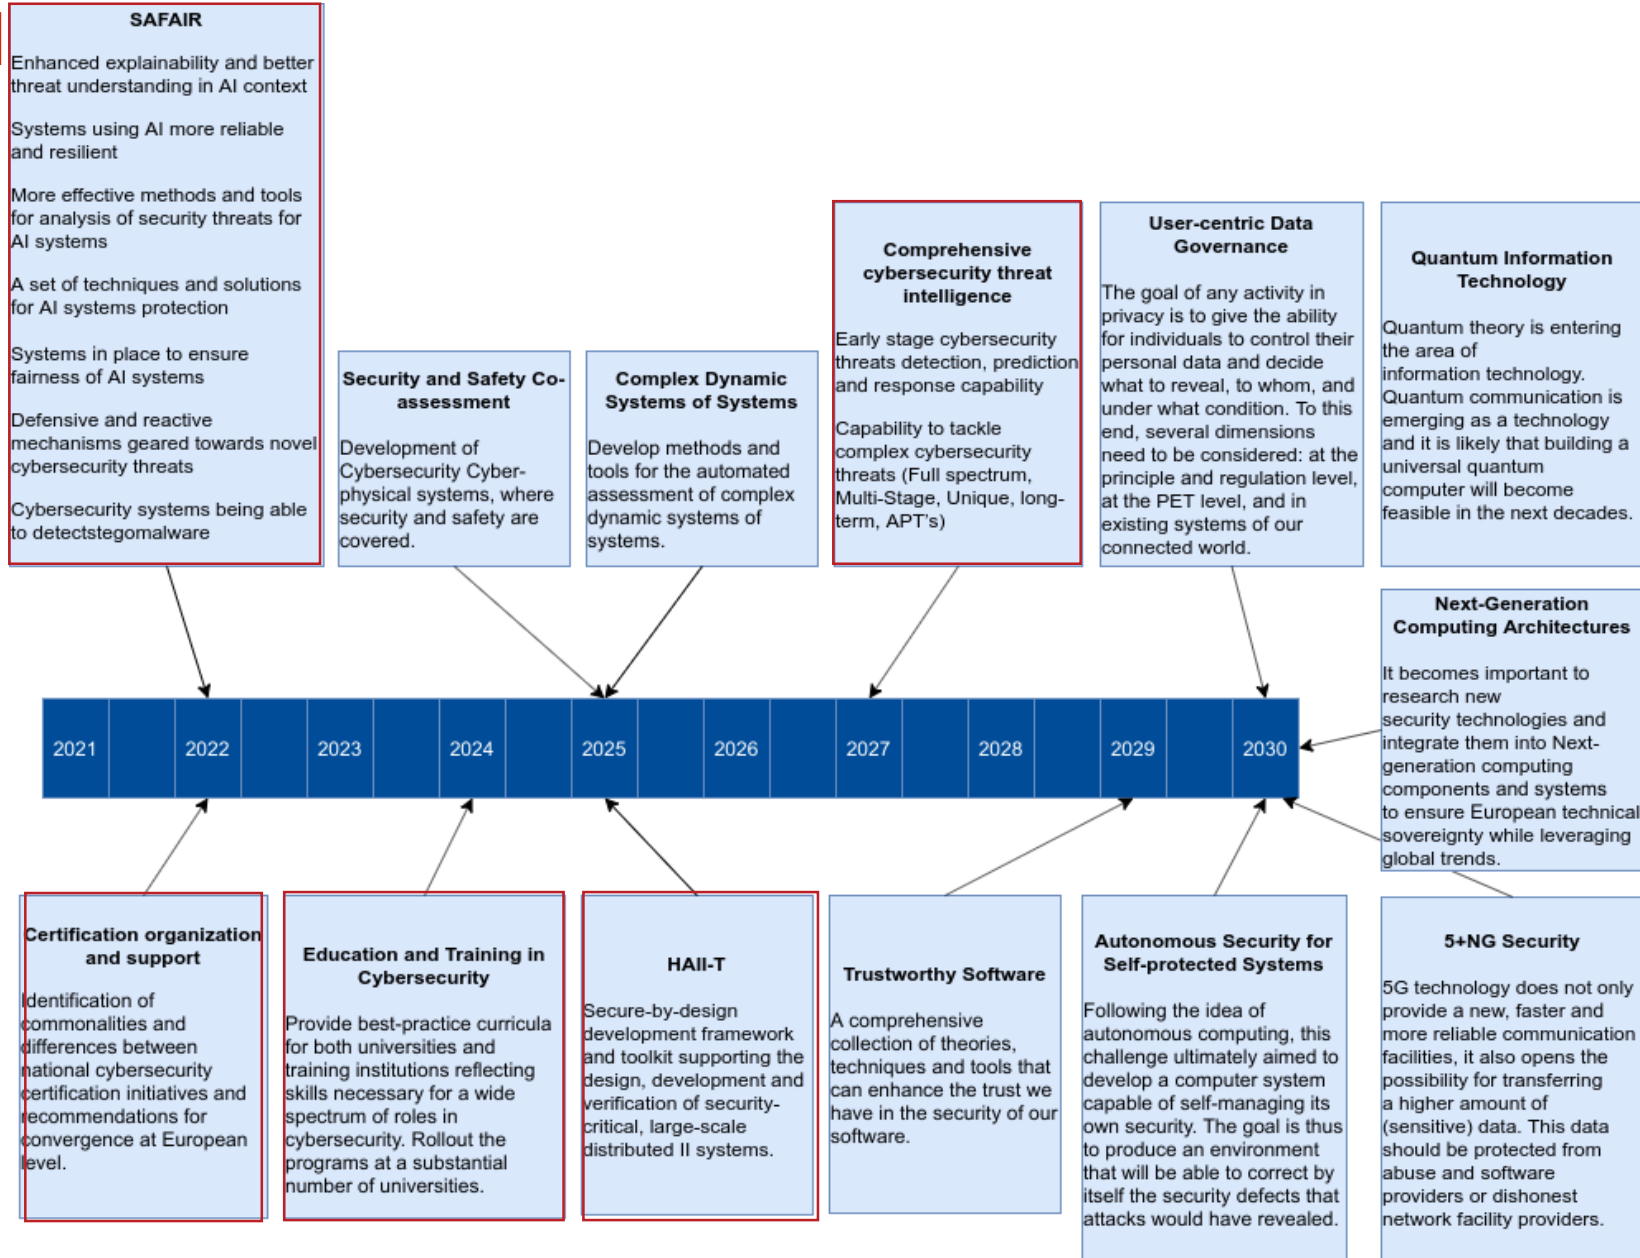 SAFAIR
Enhanced explainability and better
threat understanding in AI context
Systems using AI more reliable
and resilient
More effective methods and tools
for analysis of security threats for
AI systems
A set of techniques and solutions
for AI systems protection
Systems in place to ensure
fairness of AI systems
Defensive and reactive
mechanisms geared towards novel
cybersecurity threats
Cybersecurity systems being able
to detectstegomalware
Security and Safety Co-
assessment
Development of
Cybersecurity Cyber-
physical systems, where
security and safety are
covered.
Complex Dynamic
Systems of Systems
Develop methods and
tools for the automated
assessment of complex
dynamic systems of
systems.
Comprehensive
cybersecurity threat
intelligence
Early stage cybersecurity
threats detection, prediction
and response capability
Capability to tackle
complex cybersecurity
threats (Full spectrum,
Multi-Stage, Unique, long-
term, APT's)
User-centric Data
Governance
The goal of any activity in
privacy is to give the ability
for individuals to control their
personal data and decide
what to reveal, to whom, and
under what condition. To this
end, several dimensions
need to be considered: at the
principle and regulation level,
at the PET level, and in
existing systems of our
connected world.
Quantum Information
Technology
Quantum theory is entering
the area of
information technology.
Quantum communication is
emerging as a technology
and it is likely that building a
universal quantum
computer will become
feasible in the next decades.
Next-Generation
Computing Architectures
It becomes important to
research new
security technologies and
integrate them into Next-
generation computing
components and systems
to ensure European technical
sovereignty while leveraging
global trends.
2021 2022 2023 2024 2025 2026 2027 2028 2029 2030
Certification organization
and support
Identification of
commonalities and
differences between
national cybersecurity
certification initiatives and
recommendations for
convergence at European
level.
Education and Training in
Cybersecurity
Provide best-practice curricula
for both universities and
training institutions reflecting
skills necessary for a wide
spectrum of roles in
cybersecurity. Rollout the
programs at a substantial
number of universities.
HAII-T
Secure-by-design
development framework
and toolkit supporting the
design, development and
verification of security-
critical, large-scale
distributed II systems.
Trustworthy Software
A comprehensive
collection of theories,
techniques and tools that
can enhance the trust we
have in the security of our
software.
Autonomous Security for
Self-protected Systems
Following the idea of
autonomous computing, this
challenge ultimately aimed to
develop a computer system
capable of self-managing its
own security. The goal is thus
to produce an environment
that will be able to correct by
itself the security defects that
attacks would have revealed.
5+NG Security
5G technology does not only
provide a new, faster and
more reliable communication
facilities, it also opens the
possibility for transferring
a higher amount of
(sensitive) data. This data
should be protected from
abuse and software
providers or dishonest
network facility providers.